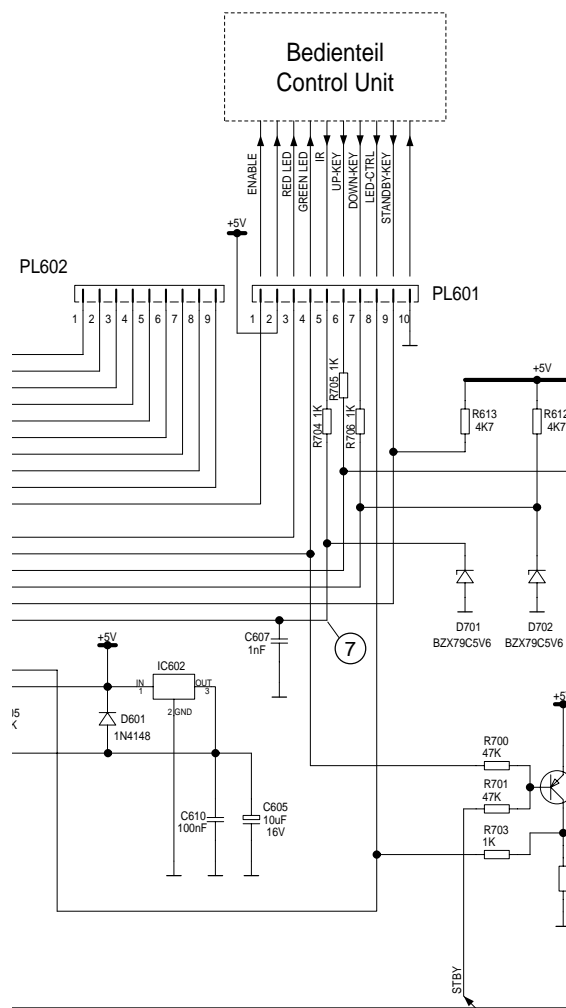 Bedienteil
Control Unit
ENABLE
RED LED
GREEN LED
IR
UP-KEY
DOWN-KEY
LED-CTRL
STANDBY-KEY
+5V
PL602
PL601
1 2 3 4 5 6 7 8 9
1 2 3 4 5 6 7 8 9 10
+5V
R705 1K
R704 1K
R706 1K
R613
4K7
R612
4K7
D701
BZX79C5V6
D702
BZX79C5V6
C607
1nF
7
+5V
IC602
IN
1
OUT
3
2 GND
D601
1N4148
C610
100nF
C605
10uF
16V
+5
R700
47K
R701
47K
R703
1K
STBY